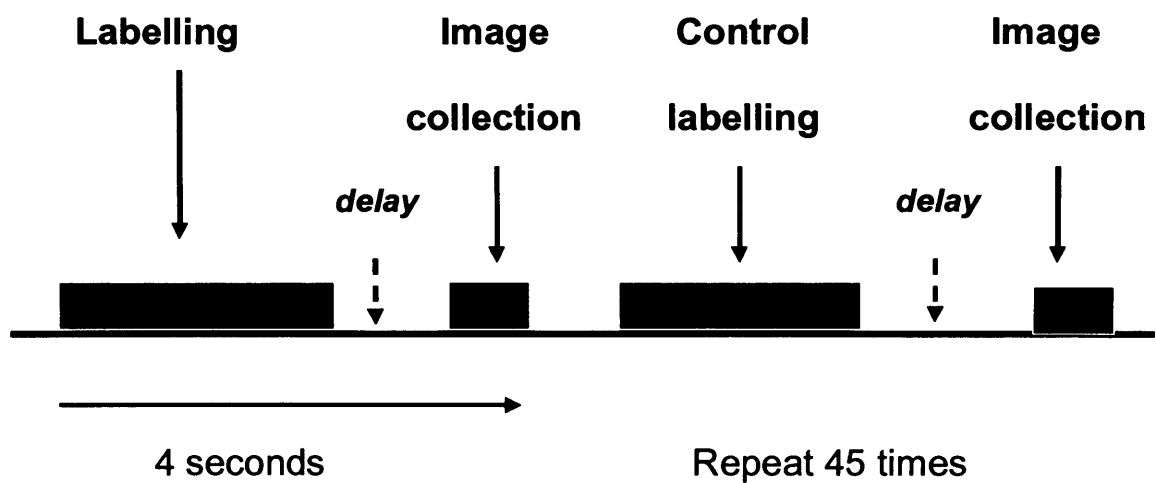 Labelling
Image
collection
Control
labelling
Image
collection
delay
delay
4 seconds
Repeat 45 times